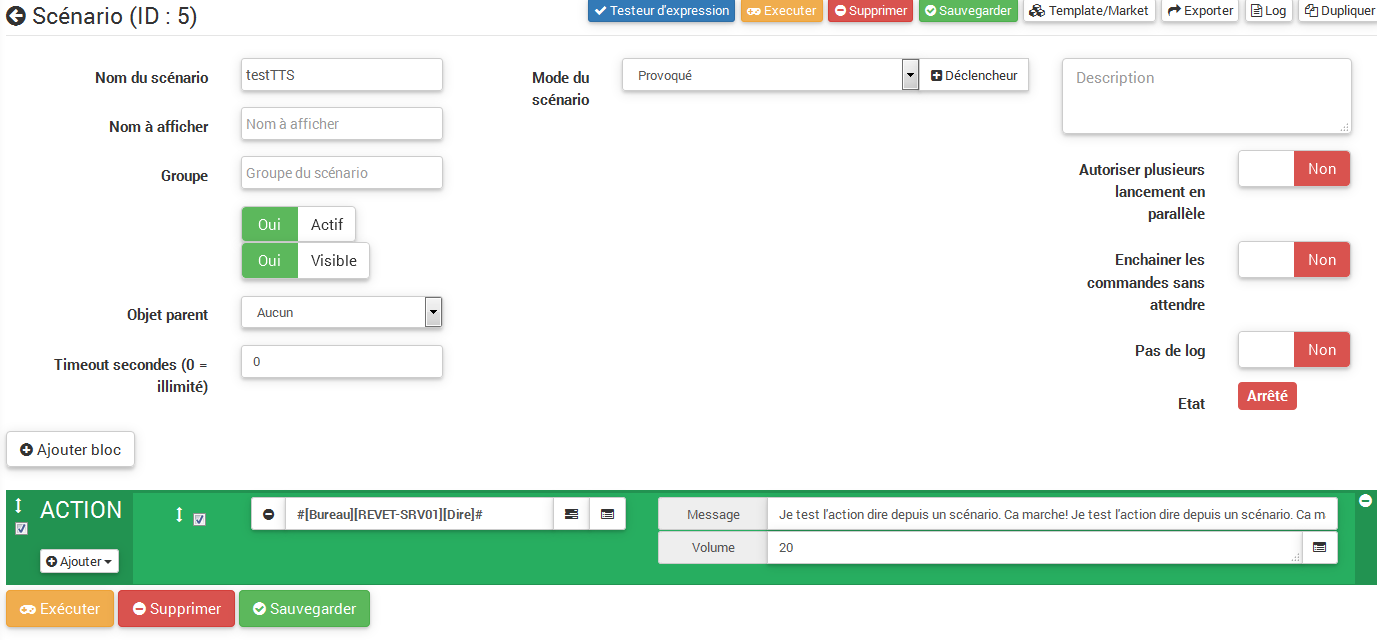 Scénario (ID : 5)
Testeur d'expression
Executer
Supprimer
Sauvegarder
Template/Market
Exporter
Log
Dupliquer
Nom du scénario
testTTS
Nom à afficher
Nom à afficher
Groupe
Groupe du scénario
Oui
Actif
Oui
Visible
Objet parent
Aucun
Timeout secondes (0 =
illimité)
0
Mode du
scénario
Provoqué
Déclencheur
Description
Autoriser plusieurs
lancement en
parallèle
Non
Enchainer les
commandes sans
attendre
Non
Pas de log
Non
Etat
Arrêté
Ajouter bloc
ACTION
Ajouter
#[Bureau][REVET-SRV01][Dire]#
Message
Je test l'action dire depuis un scénario. Ca marche! Je test l'action dire depuis un scénario. Ca m
Volume
20
Exécuter
Supprimer
Sauvegarder